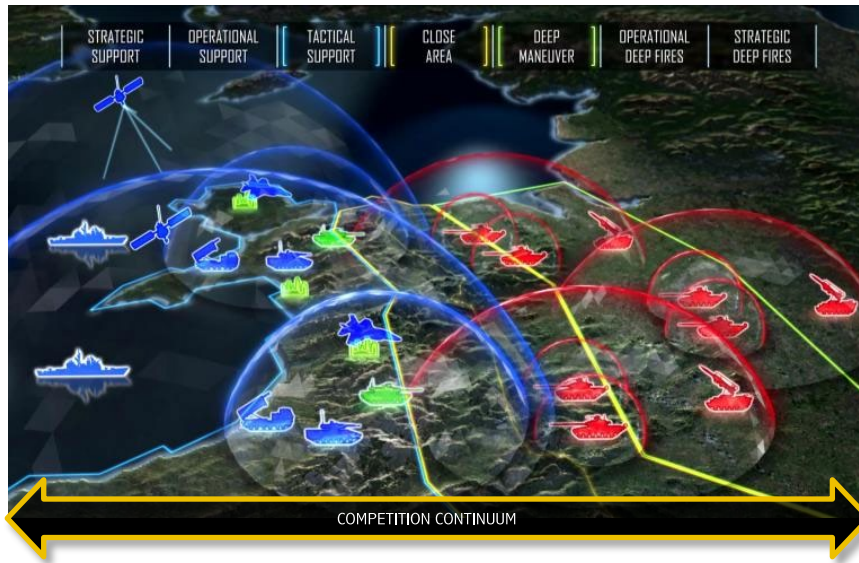 STRATEGIC SUPPORT
OPERATIONAL SUPPORT
TACTICAL SUPPORT
CLOSE AREA
DEEP MANEUVER
OPERATIONAL DEEP FIRES
STRATEGIC DEEP FIRES
COMPETITION CONTINUUM